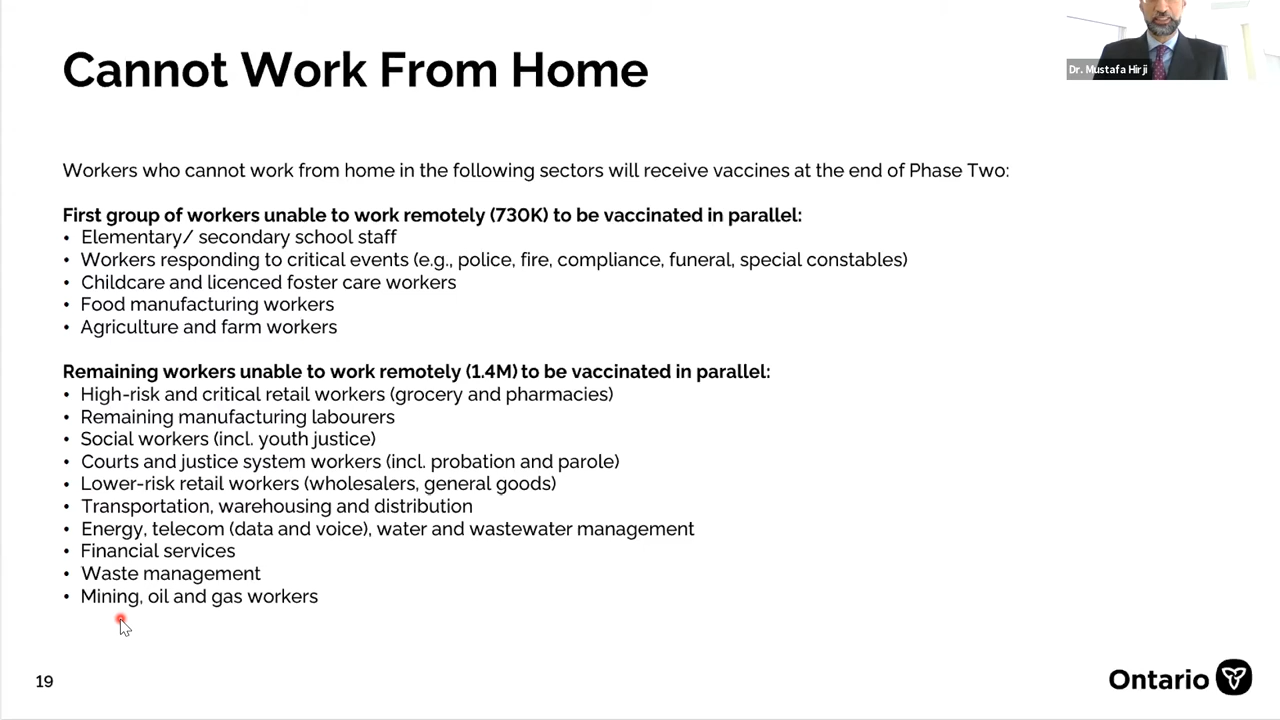 Cannot Work From Home
Dr. Mustafa Hirji
Workers who cannot work from home in the following sectors will receive vaccines at the end of Phase Two:
First group of workers unable to work remotely (730K) to be vaccinated in parallel:
• Elementary/ secondary school staff
• Workers responding to critical events (e.g., police, fire, compliance, funeral, special constables)
• Childcare and licenced foster care workers
• Food manufacturing workers
• Agriculture and farm workers
Remaining workers unable to work remotely (1.4M) to be vaccinated in parallel:
• High-risk and critical retail workers (grocery and pharmacies)
• Remaining manufacturing labourers
• Social workers (incl. youth justice)
• Courts and justice system workers (incl. probation and parole)
• Lower-risk retail workers (wholesalers, general goods)
• Transportation, warehousing and distribution
• Energy, telecom (data and voice), water and wastewater management
• Financial services
• Waste management
• Mining, oil and gas workers
19
Ontario